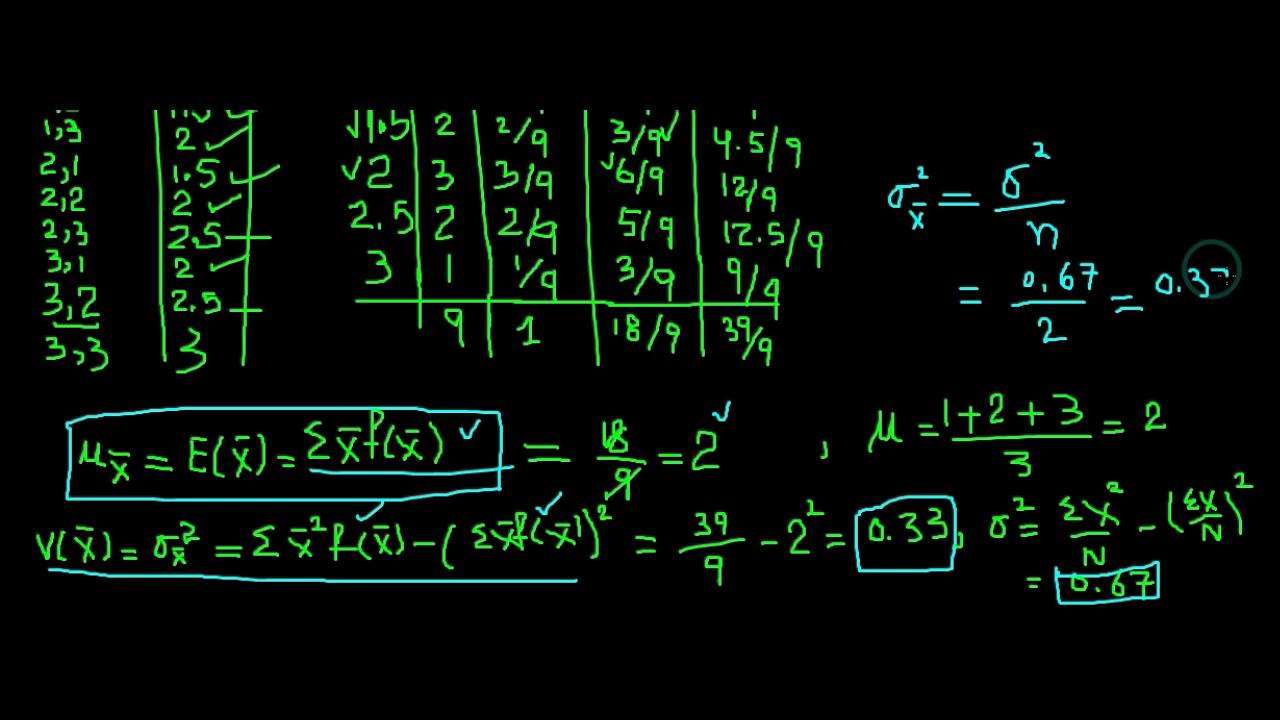 1,3 2 √1.5 2 2/9 3/9✓ 4.5/9
2,1 1.5 √2 3 3/9 √6/9 12/9
2,2 2 2.5 2 2/9 5/9 12.5/9
2,3 2.5 3 1 1/9 3/9 9/9
3,1 2 9 1 18/9 39/9
3,2 2.5
3,3 3
σ²x̄ = σ²/n
= 0.67/2 = 0.3
μx̄ = E(x̄) = Σx̄f(x̄) ✓ = 18/9 = 2 ✓ , μ = 1+2+3/3 = 2
V(x̄) = σx̄² = Σx̄²f(x̄) - (Σx̄f(x̄))² = 39/9 - 2² = 0.33, σ² = ΣX²/N - (ΣX/N)²
= 0.67